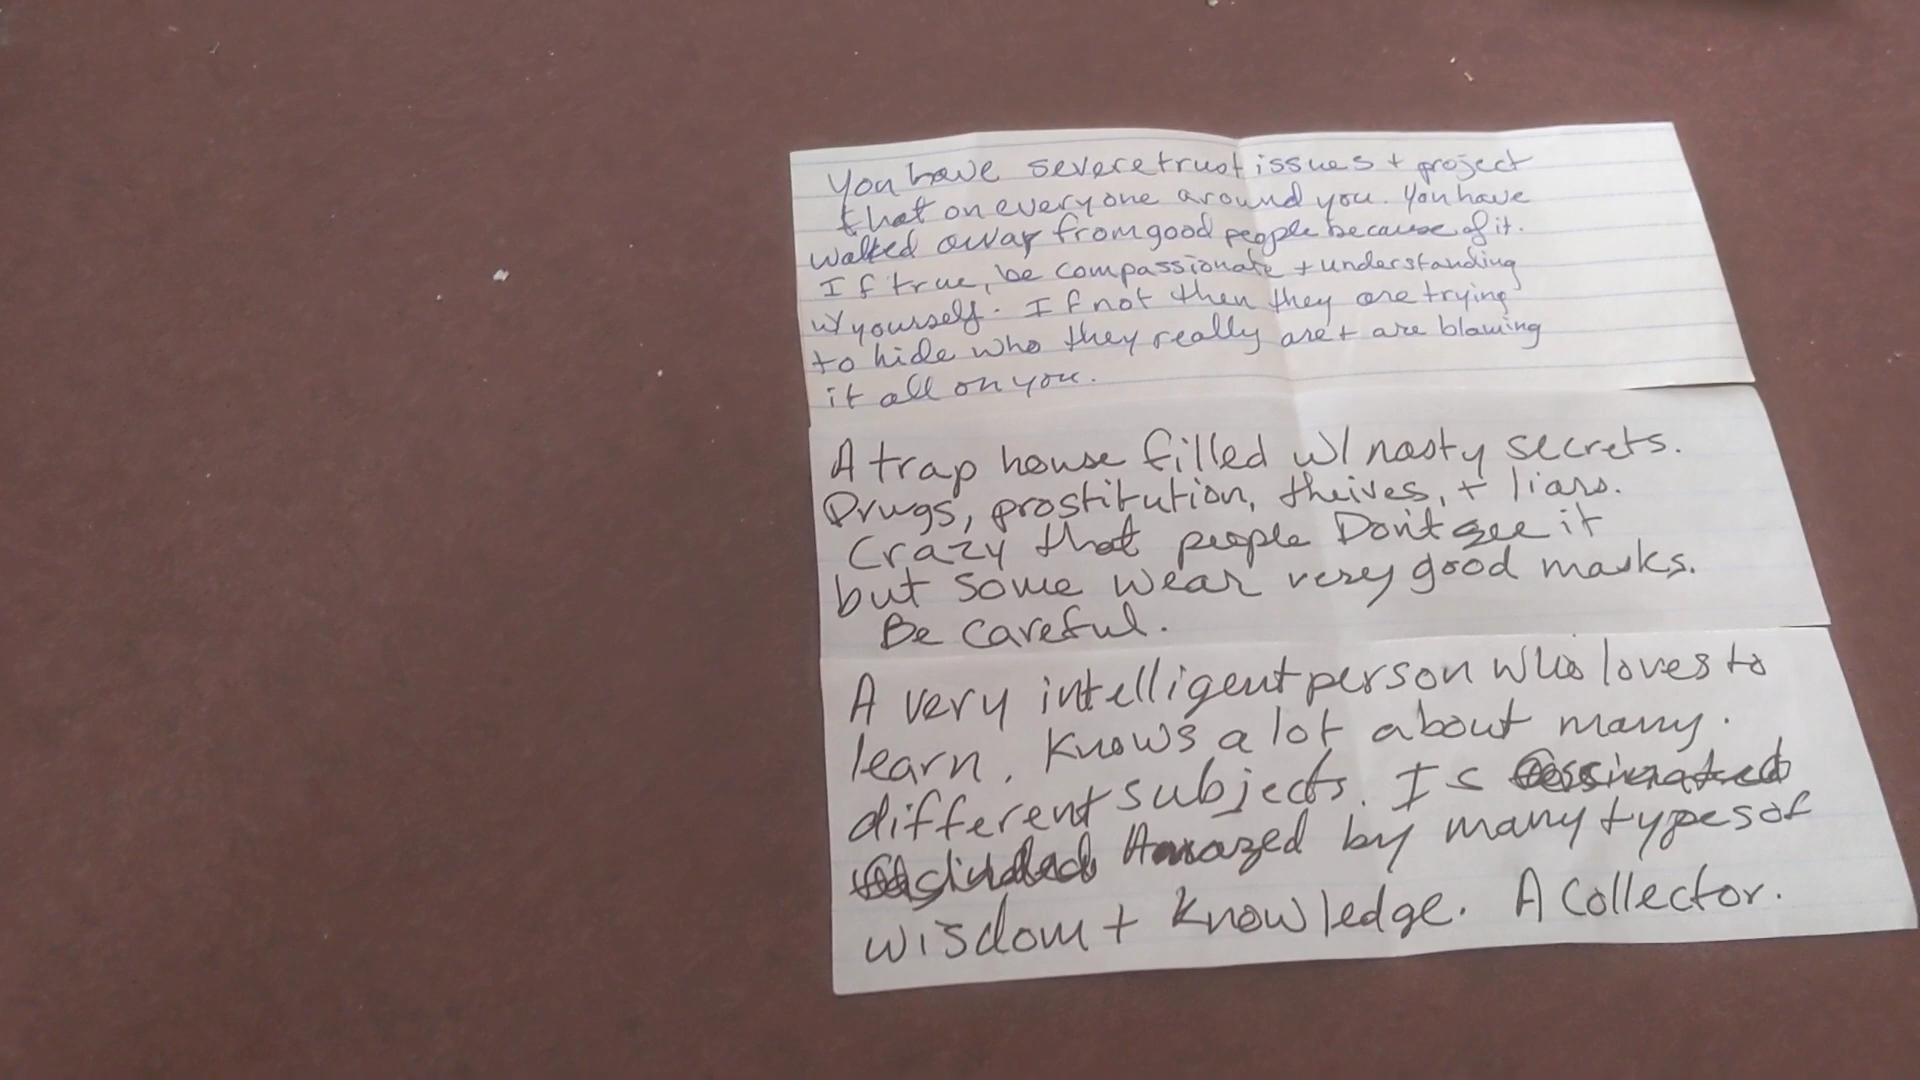 You have severe trust issues + project
that on everyone around you. You have
walked away from good people because of it.
If true, be compassionate + understanding
w/ yourself. If not then they are trying
to hide who they really are + are blaming
it all on you.
A trap house filled w/ nasty secrets.
Drugs, prostitution, theives, + liars.
Crazy that people Don't see it
but some wear very good masks.
Be careful.
A very intelligent person who loves to
learn. Knows a lot about many
different subjects. Is
Amazed by many types of
wisdom + knowledge. A Collector.